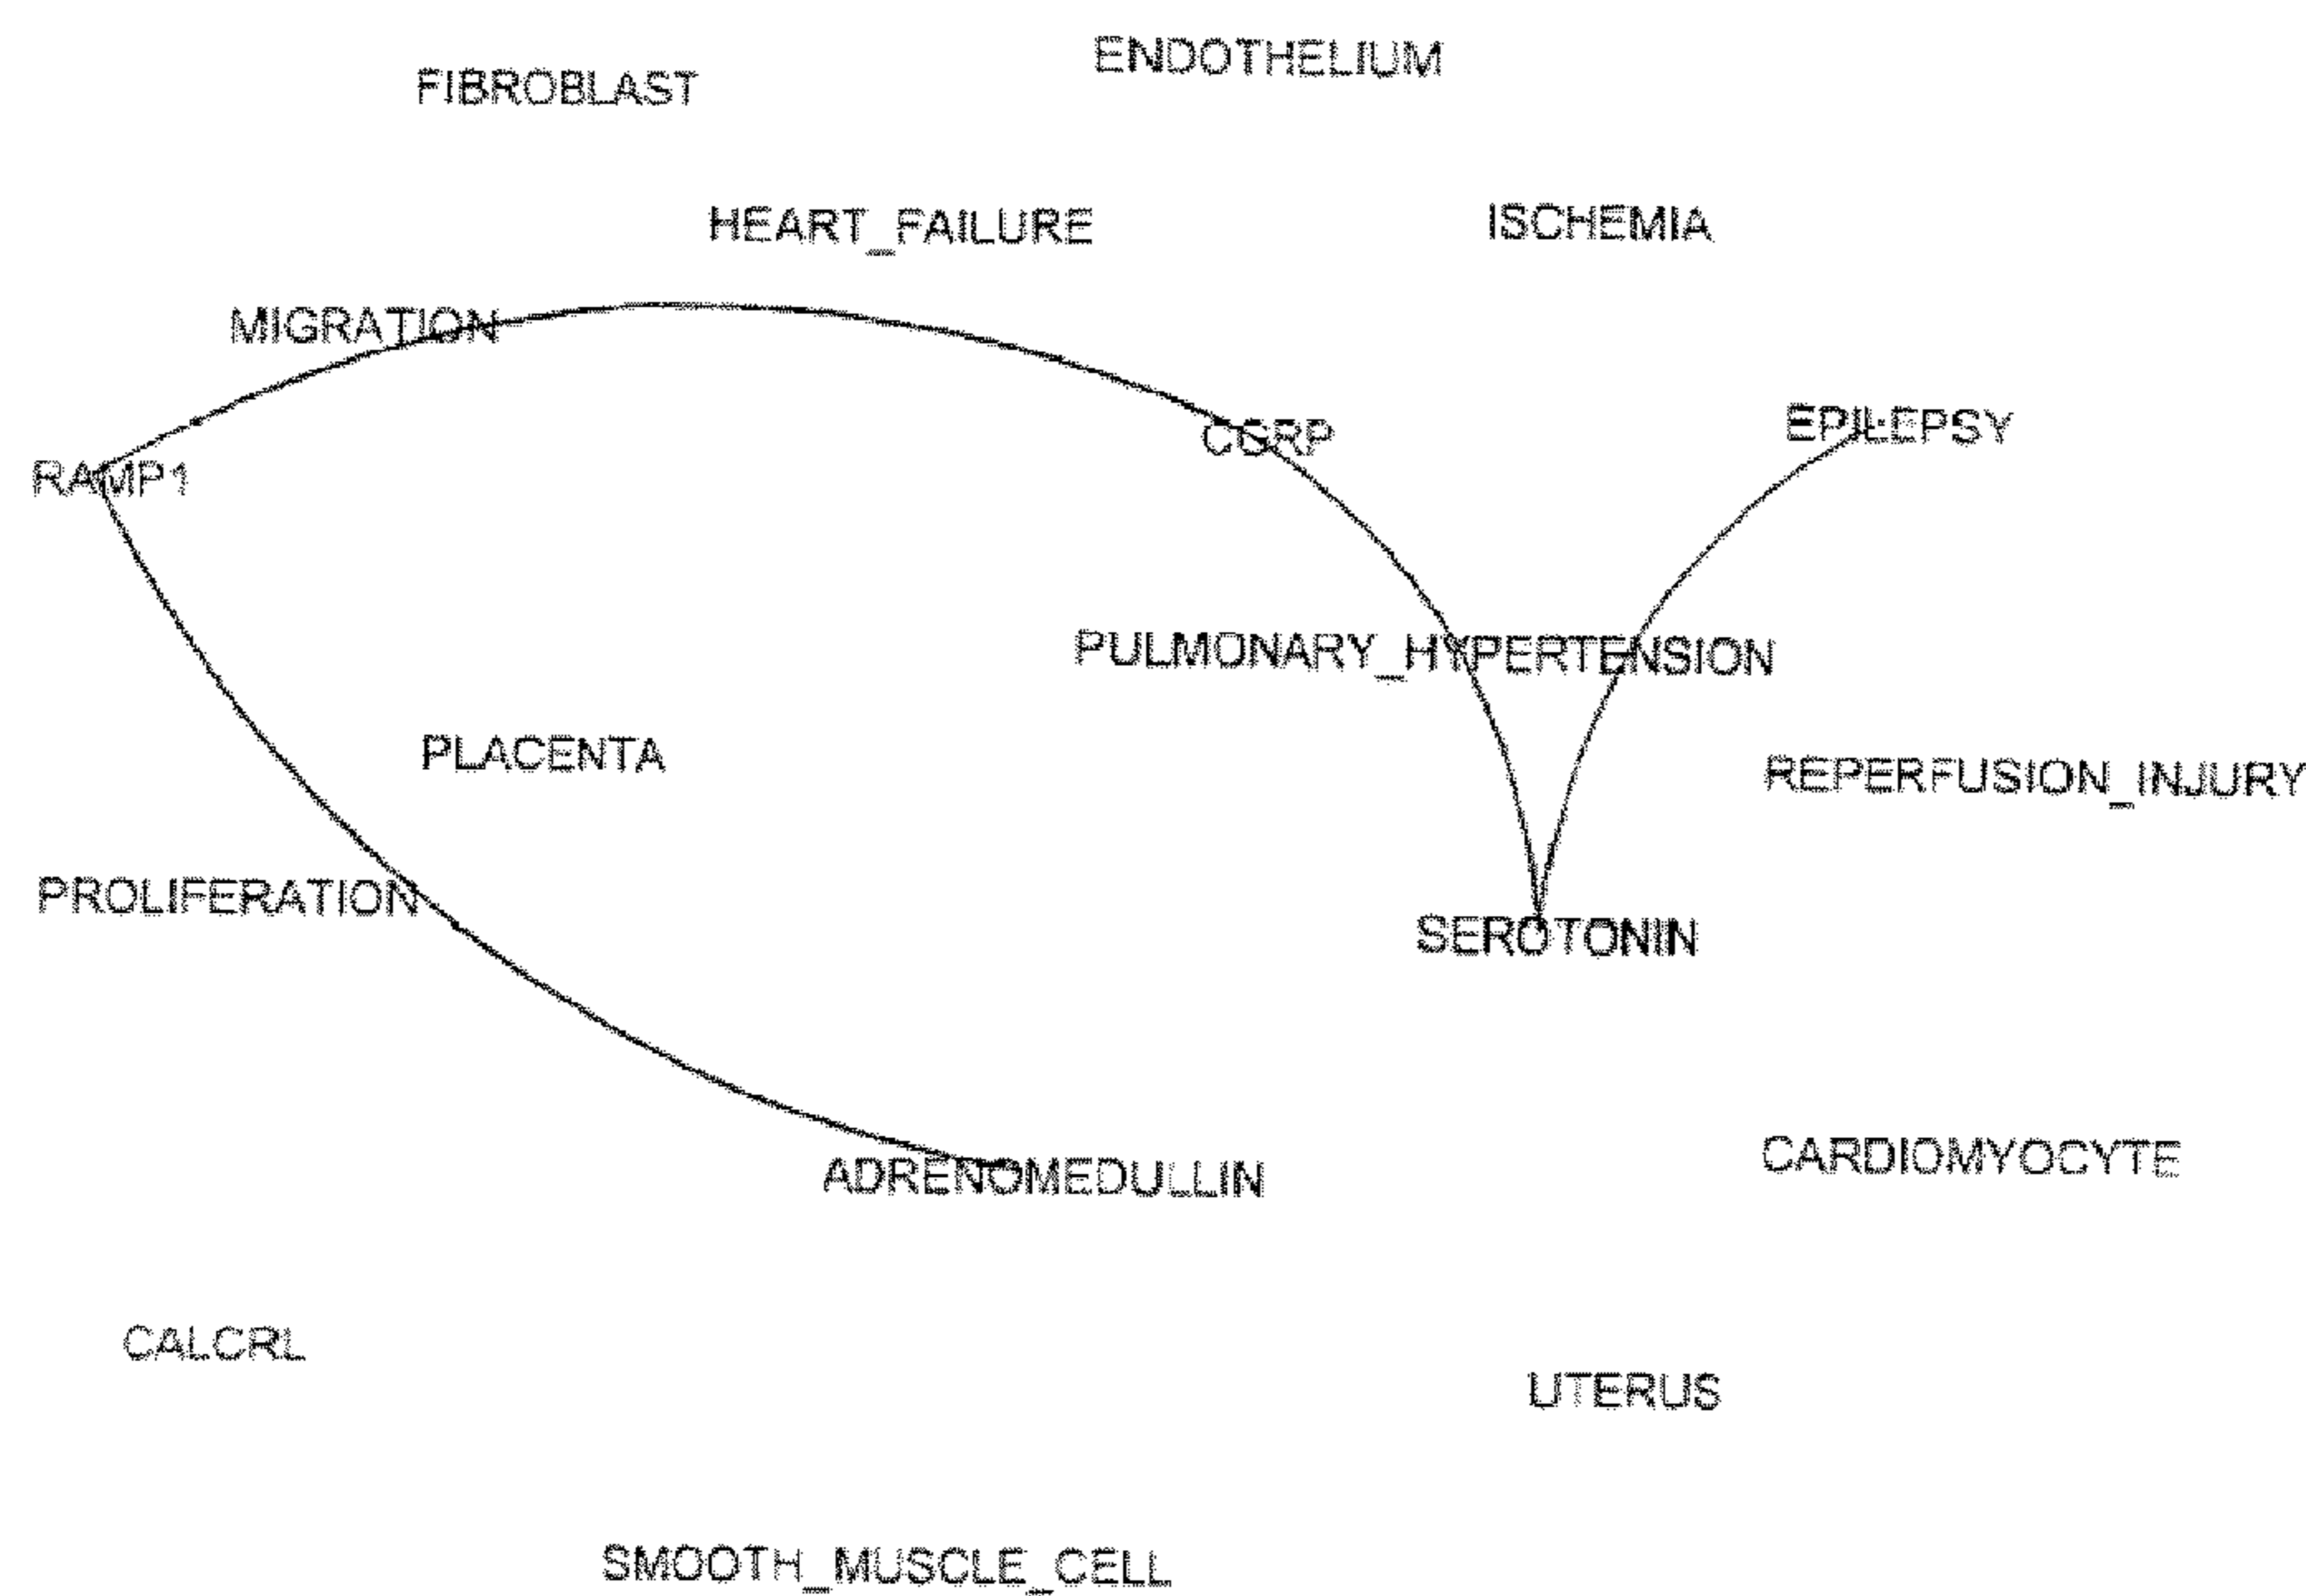 ENDOTHELIUM
FIBROBLAST
HEART_FAILURE
ISCHEMIA
MIGRATION
CGRP
EPILEPSY
RAMP1
PULMONARY_HYPERTENSION
PLACENTA
REPERFUSION_INJURY
PROLIFERATION
SEROTONIN
ADRENOMEDULLIN
CARDIOMYOCYTE
CALCRL
UTERUS
SMOOTH_MUSCLE_CELL